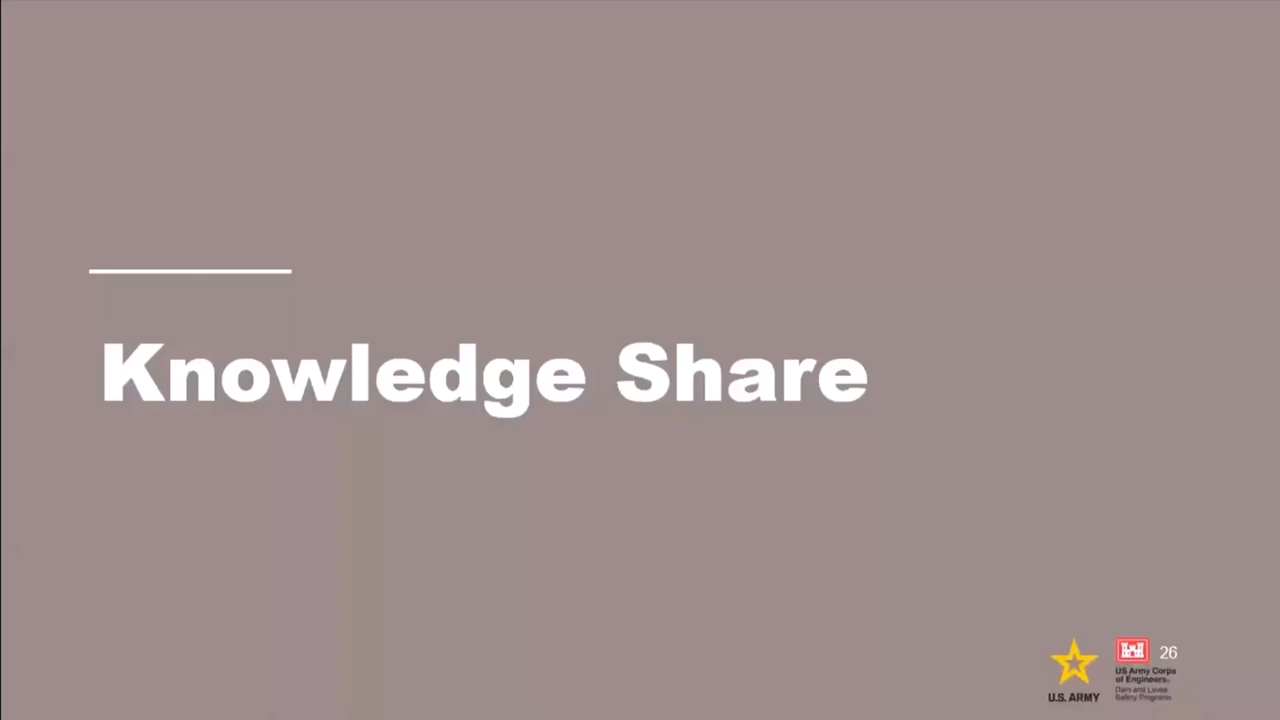 Knowledge Share
26
U.S. ARMY
US Army Corps
of Engineers®
Dam and Levee
Safety Programs